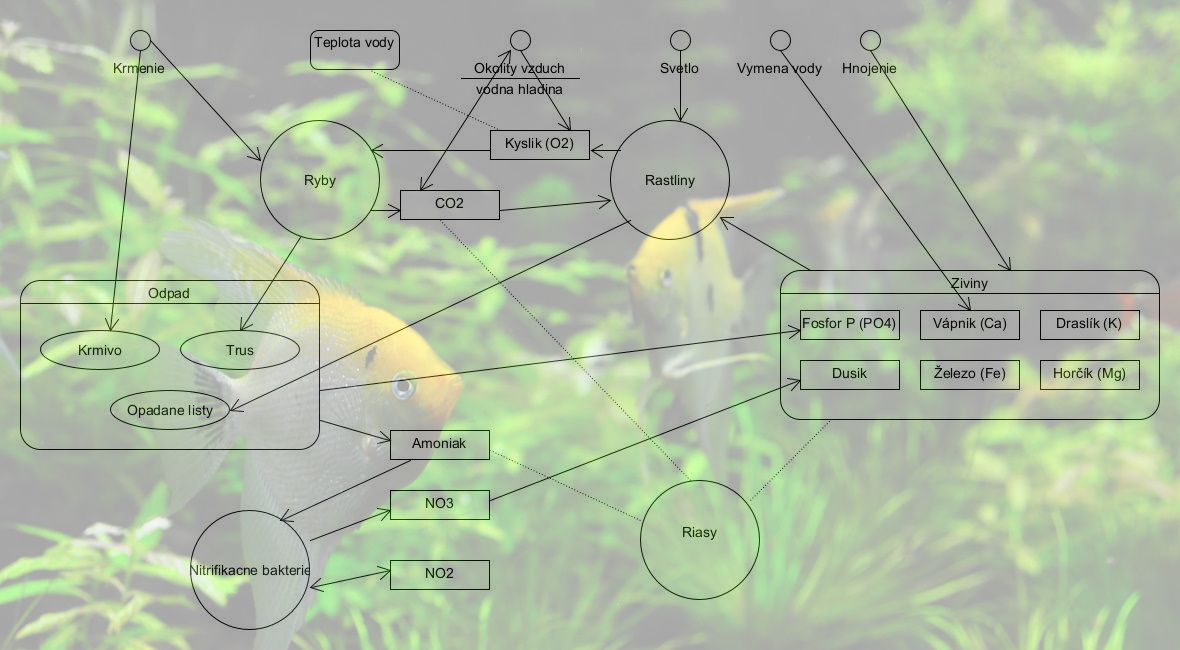 Krmenie
Teplota vody
Okolity vzduch
vodna hladina
Svetlo
Vymena vody
Hnojenie
Kyslik (O2)
Ryby
Rastliny
CO2
Odpad
Krmivo
Trus
Opadane listy
Ziviny
Fosfor P (PO4)
Vápnik (Ca)
Draslík (K)
Dusik
Železo (Fe)
Horčík (Mg)
Amoniak
NO3
NO2
Nitrifikacne bakterie
Riasy